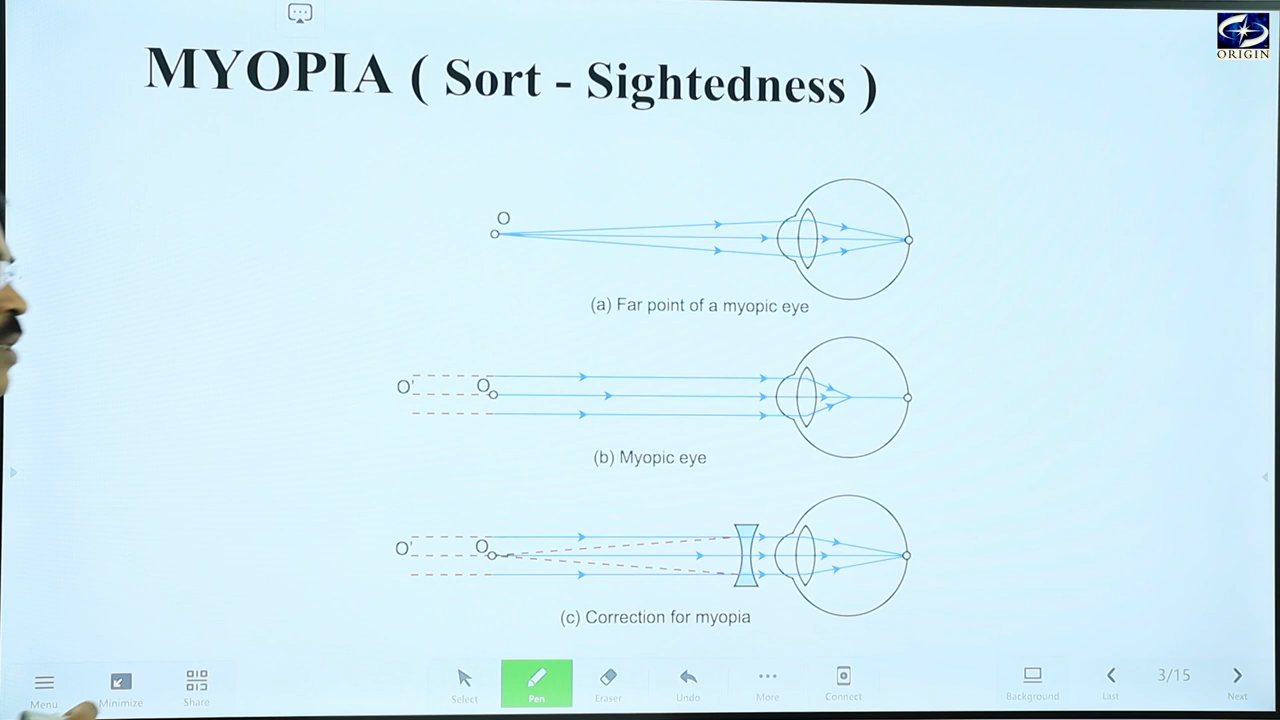 ORIGIN
MYOPIA ( Sort - Sightedness )
O
(a) Far point of a myopic eye
O' O
(b) Myopic eye
O' O
(c) Correction for myopia
Menu Minimize Share Select Pen Eraser Undo More Connect Background Last 3/15 Next